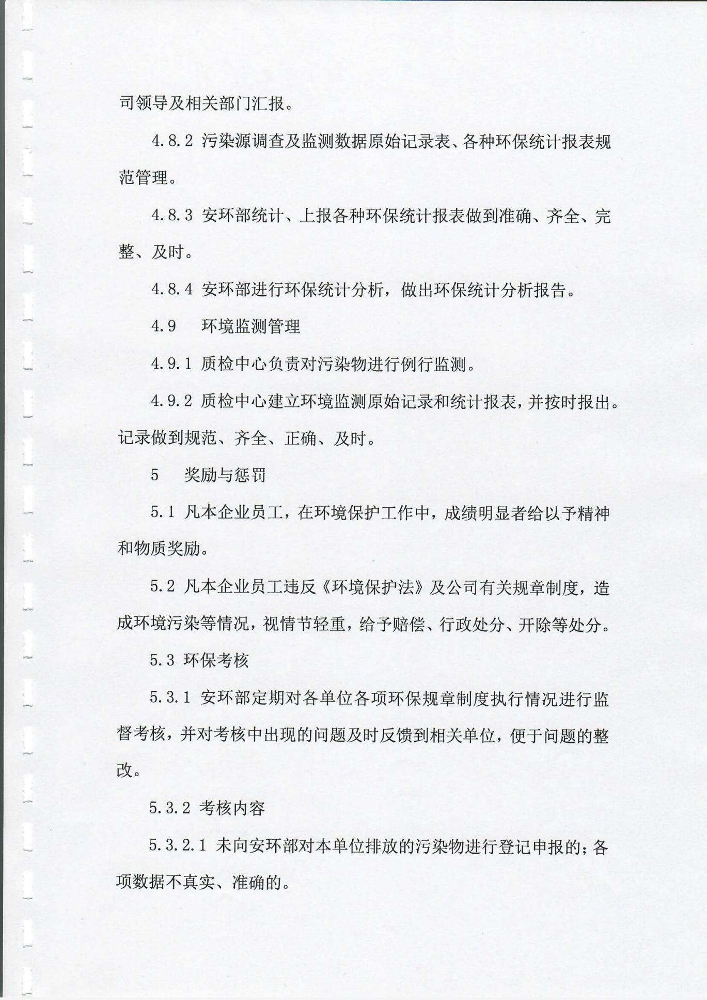 司领导及相关部门汇报。
4.8.2 污染源调查及监测数据原始记录表、各种环保统计报表规
范管理。
4.8.3 安环部统计、上报各种环保统计报表做到准确、齐全、完
整、及时。
4.8.4 安环部进行环保统计分析，做出环保统计分析报告。
4.9 环境监测管理
4.9.1 质检中心负责对污染物进行例行监测。
4.9.2 质检中心建立环境监测原始记录和统计报表，并按时报出。
记录做到规范、齐全、正确、及时。
5 奖励与惩罚
5.1 凡本企业员工，在环境保护工作中，成绩明显者给以予精神
和物质奖励。
5.2 凡本企业员工违反《环境保护法》及公司有关规章制度，造
成环境污染等情况，视情节轻重，给予赔偿、行政处分、开除等处分。
5.3 环保考核
5.3.1 安环部定期对各单位各项环保规章制度执行情况进行监
督考核，并对考核中出现的问题及时反馈到相关单位，便于问题的整
改。
5.3.2 考核内容
5.3.2.1 未向安环部对本单位排放的污染物进行登记申报的；各
项数据不真实、准确的。